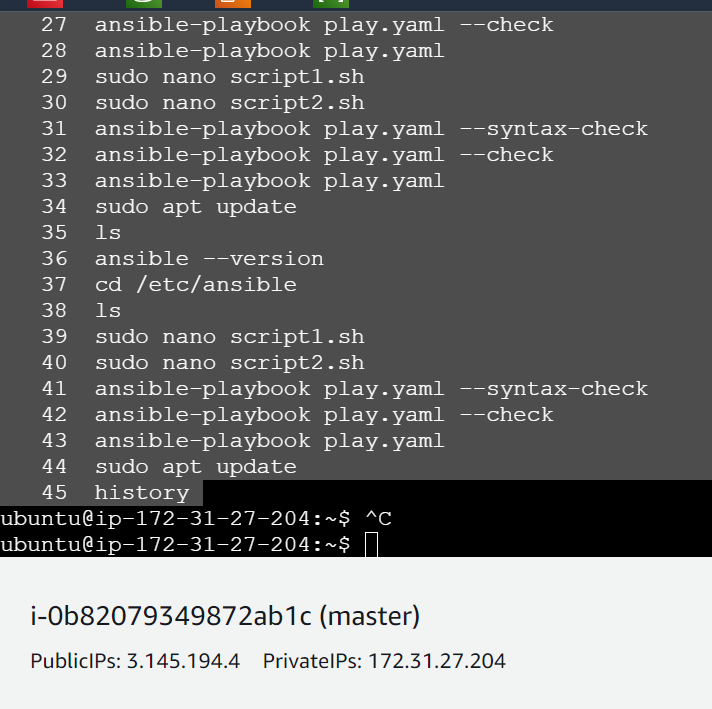 27 ansible-playbook play.yaml --check
28 ansible-playbook play.yaml
29 sudo nano script1.sh
30 sudo nano script2.sh
31 ansible-playbook play.yaml --syntax-check
32 ansible-playbook play.yaml --check
33 ansible-playbook play.yaml
34 sudo apt update
35 ls
36 ansible --version
37 cd /etc/ansible
38 ls
39 sudo nano script1.sh
40 sudo nano script2.sh
41 ansible-playbook play.yaml --syntax-check
42 ansible-playbook play.yaml --check
43 ansible-playbook play.yaml
44 sudo apt update
45 history
ubuntu@ip-172-31-27-204:~$ ^C
ubuntu@ip-172-31-27-204:~$
i-0b82079349872ab1c (master)
PublicIPs: 3.145.194.4 PrivateIPs: 172.31.27.204